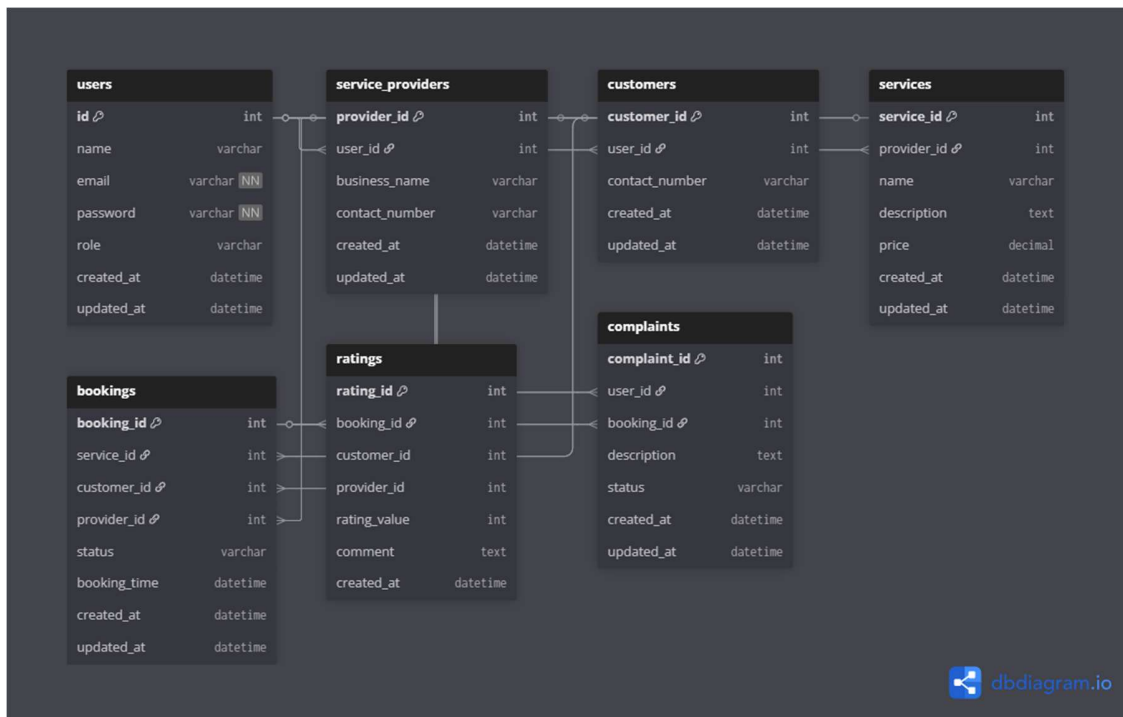 users
id int
name varchar
email varchar NN
password varchar NN
role varchar
created_at datetime
updated_at datetime
service_providers
provider_id int
user_id int
business_name varchar
contact_number varchar
created_at datetime
updated_at datetime
customers
customer_id int
user_id int
contact_number varchar
created_at datetime
updated_at datetime
services
service_id int
provider_id int
name varchar
description text
price decimal
created_at datetime
updated_at datetime
bookings
booking_id int
service_id int
customer_id int
provider_id int
status varchar
booking_time datetime
created_at datetime
updated_at datetime
ratings
rating_id int
booking_id int
customer_id int
provider_id int
rating_value int
comment text
created_at datetime
complaints
complaint_id int
user_id int
booking_id int
description text
status varchar
created_at datetime
updated_at datetime
dbdiagram.io